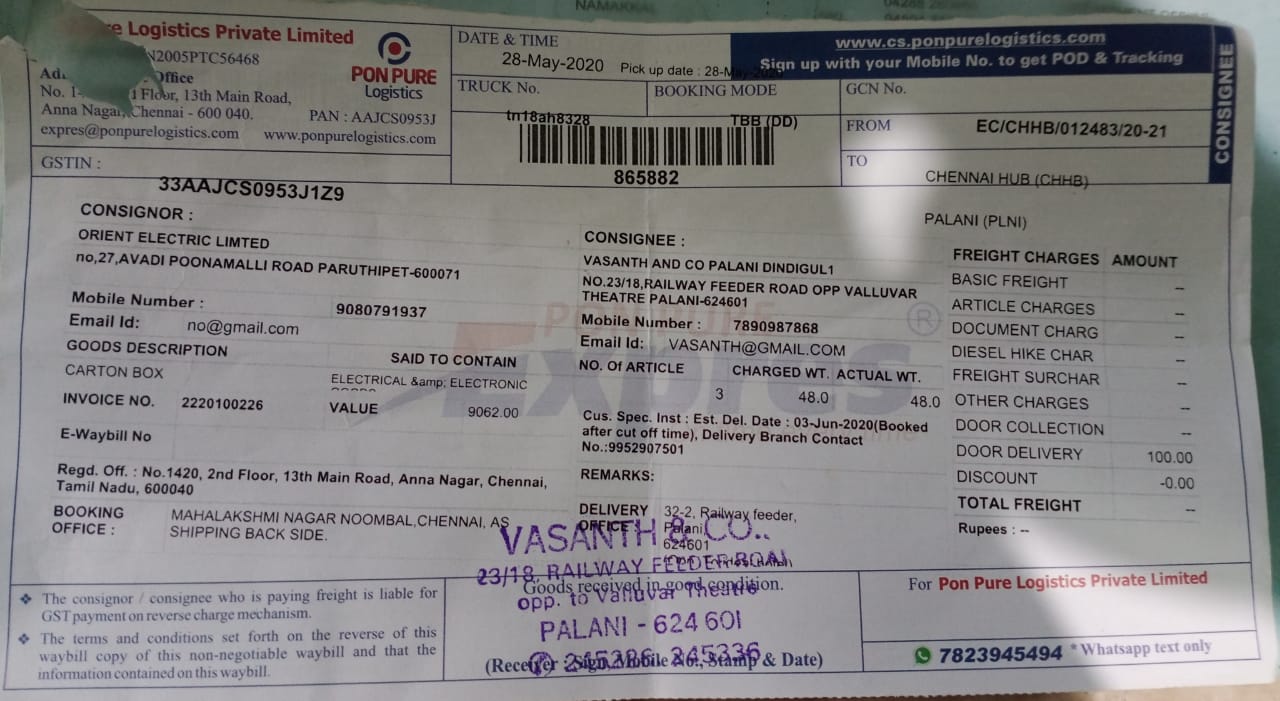 NAMAKKAL
re Logistics Private Limited
N2005PTC56468
Office
Floor, 13th Main Road,
Anna Nagar, Chennai - 600 040.
PAN : AAJCS0953J
expres@ponpurelogistics.com www.ponpurelogistics.com
PON PURE
Logistics
GSTIN :
33AAJCS0953J1Z9
DATE & TIME
28-May-2020 Pick up date : 28-May-2020
www.cs.ponpurelogistics.com
Sign up with your Mobile No. to get POD & Tracking
CONSIGNEE
TRUCK No.
tn18ah8328
BOOKING MODE
TBB (DD)
865882
GCN No.
EC/CHHB/012483/20-21
FROM
CHENNAI HUB (CHHB)
TO
PALANI (PLNI)
CONSIGNOR :
ORIENT ELECTRIC LIMTED
no,27,AVADI POONAMALLI ROAD PARUTHIPET-600071
Mobile Number : 9080791937
Email Id: no@gmail.com
GOODS DESCRIPTION SAID TO CONTAIN
CARTON BOX ELECTRICAL &amp; ELECTRONIC
INVOICE NO. 2220100226 VALUE 9062.00
E-Waybill No
Regd. Off. : No.1420, 2nd Floor, 13th Main Road, Anna Nagar, Chennai,
Tamil Nadu, 600040
BOOKING OFFICE : MAHALAKSHMI NAGAR NOOMBAL,CHENNAI, AS
SHIPPING BACK SIDE.
CONSIGNEE :
VASANTH AND CO PALANI DINDIGUL1
NO.23/18,RAILWAY FEEDER ROAD OPP VALLUVAR
THEATRE PALANI-624601
Mobile Number : 7890987868
Email Id: VASANTH@GMAIL.COM
PON PURE
Expres
®
NO. Of ARTICLE CHARGED WT. ACTUAL WT.
3 48.0 48.0
Cus. Spec. Inst : Est. Del. Date : 03-Jun-2020(Booked
after cut off time), Delivery Branch Contact
No.:9952907501
REMARKS:
DELIVERY OFFICE : 32-2, Railway feeder,
Palani,
624601
FREIGHT CHARGES AMOUNT
BASIC FREIGHT --
ARTICLE CHARGES --
DOCUMENT CHARG --
DIESEL HIKE CHAR --
FREIGHT SURCHAR --
OTHER CHARGES --
DOOR COLLECTION --
DOOR DELIVERY 100.00
DISCOUNT -0.00
TOTAL FREIGHT --
Rupees : --
VASANTH & CO..
23/18, RAILWAY FEEDER ROAD
opp. to Valluvar Theatre
PALANI - 624 601
245286, 245336
Goods received in good condition.
(Receiver : Sign, Mobile No., Stamp & Date)
❖ The consignor / consignee who is paying freight is liable for
GST payment on reverse charge mechanism.
❖ The terms and conditions set forth on the reverse of this
waybill copy of this non-negotiable waybill and that the
information contained on this waybill.
For Pon Pure Logistics Private Limited
7823945494 * Whatsapp text only